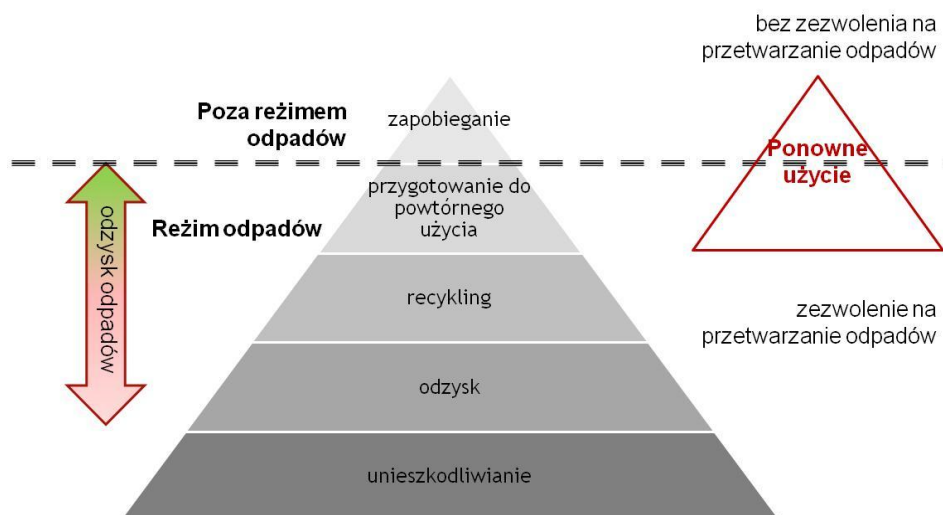 bez zezwolenia na
przetwarzanie odpadów
Poza reżimem
odpadów
zapobieganie
Ponowne
użycie
przygotowanie do
powtórnego
użycia
Reżim odpadów
odzysk odpadów
recykling
zezwolenie na
przetwarzanie odpadów
odzysk
unieszkodliwianie